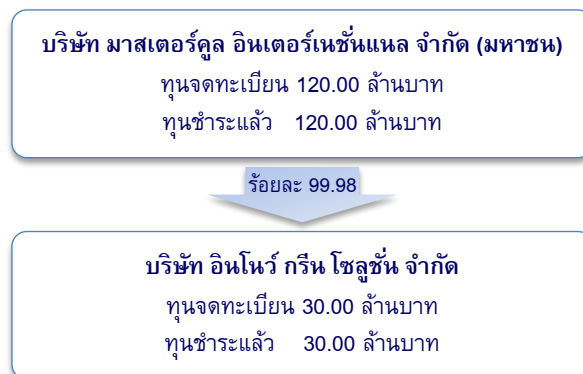 บริษัท มาสเตอร์คูล อินเตอร์เนชั่นแนล จำกัด (มหาชน)
ทุนจดทะเบียน 120.00 ล้านบาท
ทุนชำระแล้ว 120.00 ล้านบาท
ร้อยละ 99.98
บริษัท อินโนว์ กรีน โซลูชั่น จำกัด
ทุนจดทะเบียน 30.00 ล้านบาท
ทุนชำระแล้ว 30.00 ล้านบาท